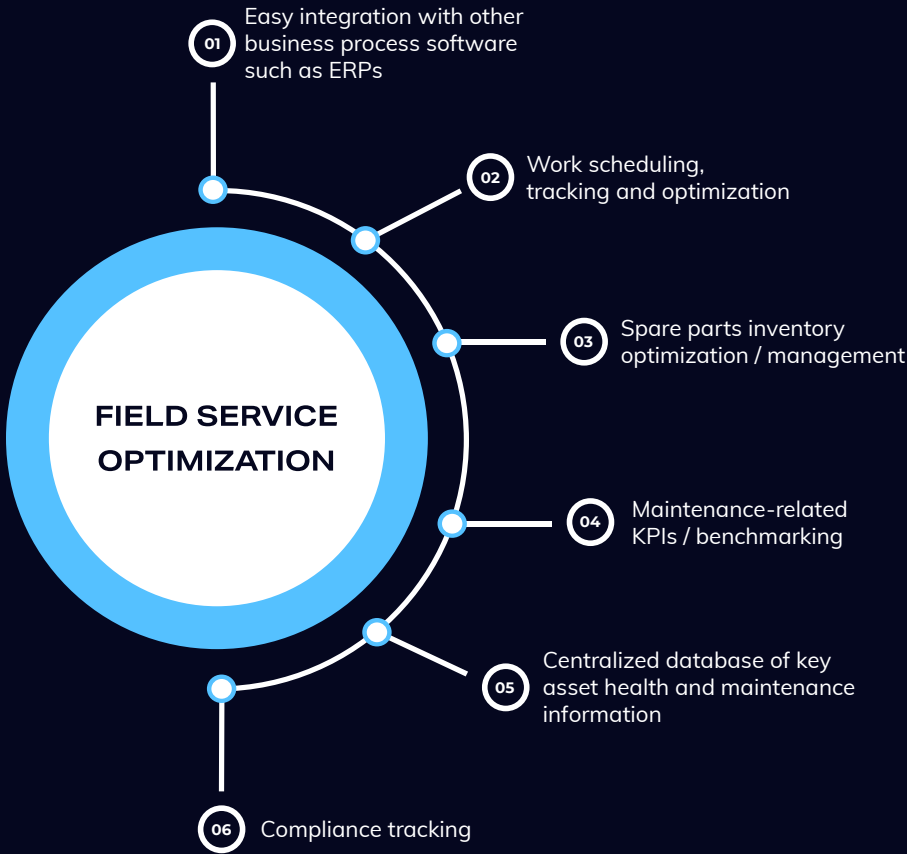 01
Easy integration with other
business process software
such as ERPs
02
Work scheduling,
tracking and optimization
03
Spare parts inventory
optimization / management
FIELD SERVICE
OPTIMIZATION
04
Maintenance-related
KPIs / benchmarking
05
Centralized database of key
asset health and maintenance
information
06
Compliance tracking